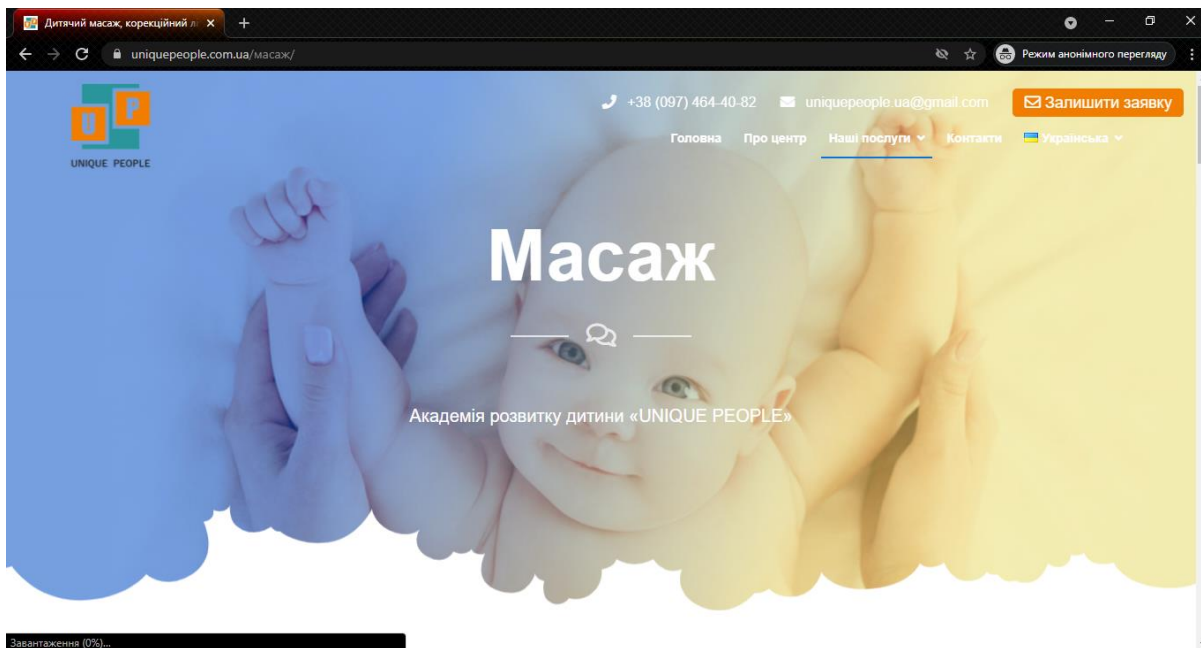 Дитячий масаж, корекційний лі
uniquepeople.com.ua/масаж/
Режим анонімного перегляду
UP
UNIQUE PEOPLE
+38 (097) 464-40-82 uniquepeople.ua@gmail.com Залишити заявку
Головна Про центр Наші послуги Контакти Українська
Масаж
Академія розвитку дитини «UNIQUE PEOPLE»
Завантаження (0%)...